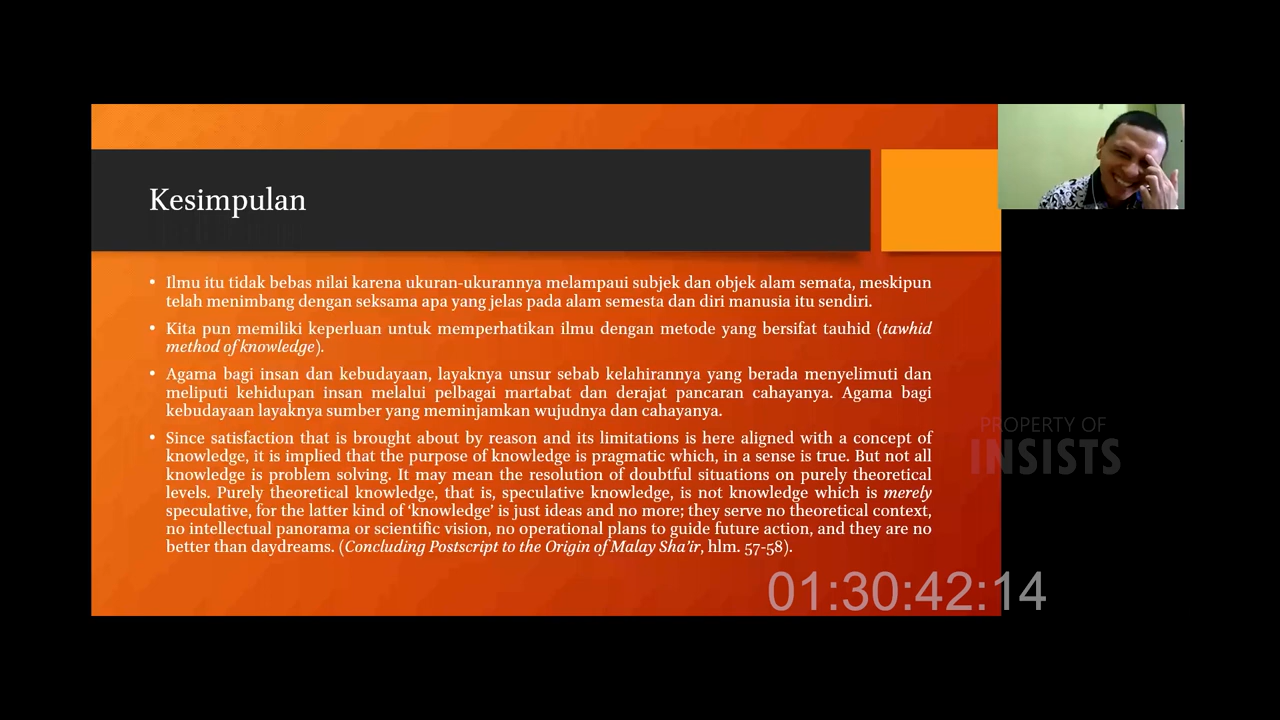 Kesimpulan
• Ilmu itu tidak bebas nilai karena ukuran-ukurannya melampaui subjek dan objek alam semata, meskipun
telah menimbang dengan seksama apa yang jelas pada alam semesta dan diri manusia itu sendiri.
• Kita pun memiliki keperluan untuk memperhatikan ilmu dengan metode yang bersifat tauhid (tawhid
method of knowledge).
• Agama bagi insan dan kebudayaan, layaknya unsur sebab kelahirannya yang berada menyelimuti dan
meliputi kehidupan insan melalui pelbagai martabat dan derajat pancaran cahayanya. Agama bagi
kebudayaan layaknya sumber yang meminjamkan wujudnya dan cahayanya.
• Since satisfaction that is brought about by reason and its limitations is here aligned with a concept of
knowledge, it is implied that the purpose of knowledge is pragmatic which, in a sense is true. But not all
knowledge is problem solving. It may mean the resolution of doubtful situations on purely theoretical
levels. Purely theoretical knowledge, that is, speculative knowledge, is not knowledge which is merely
speculative, for the latter kind of ‘knowledge’ is just ideas and no more; they serve no theoretical context,
no intellectual panorama or scientific vision, no operational plans to guide future action, and they are no
better than daydreams. (Concluding Postscript to the Origin of Malay Sha’ir, hlm. 57-58).
PROPERTY OF
INSISTS
01:30:42:14